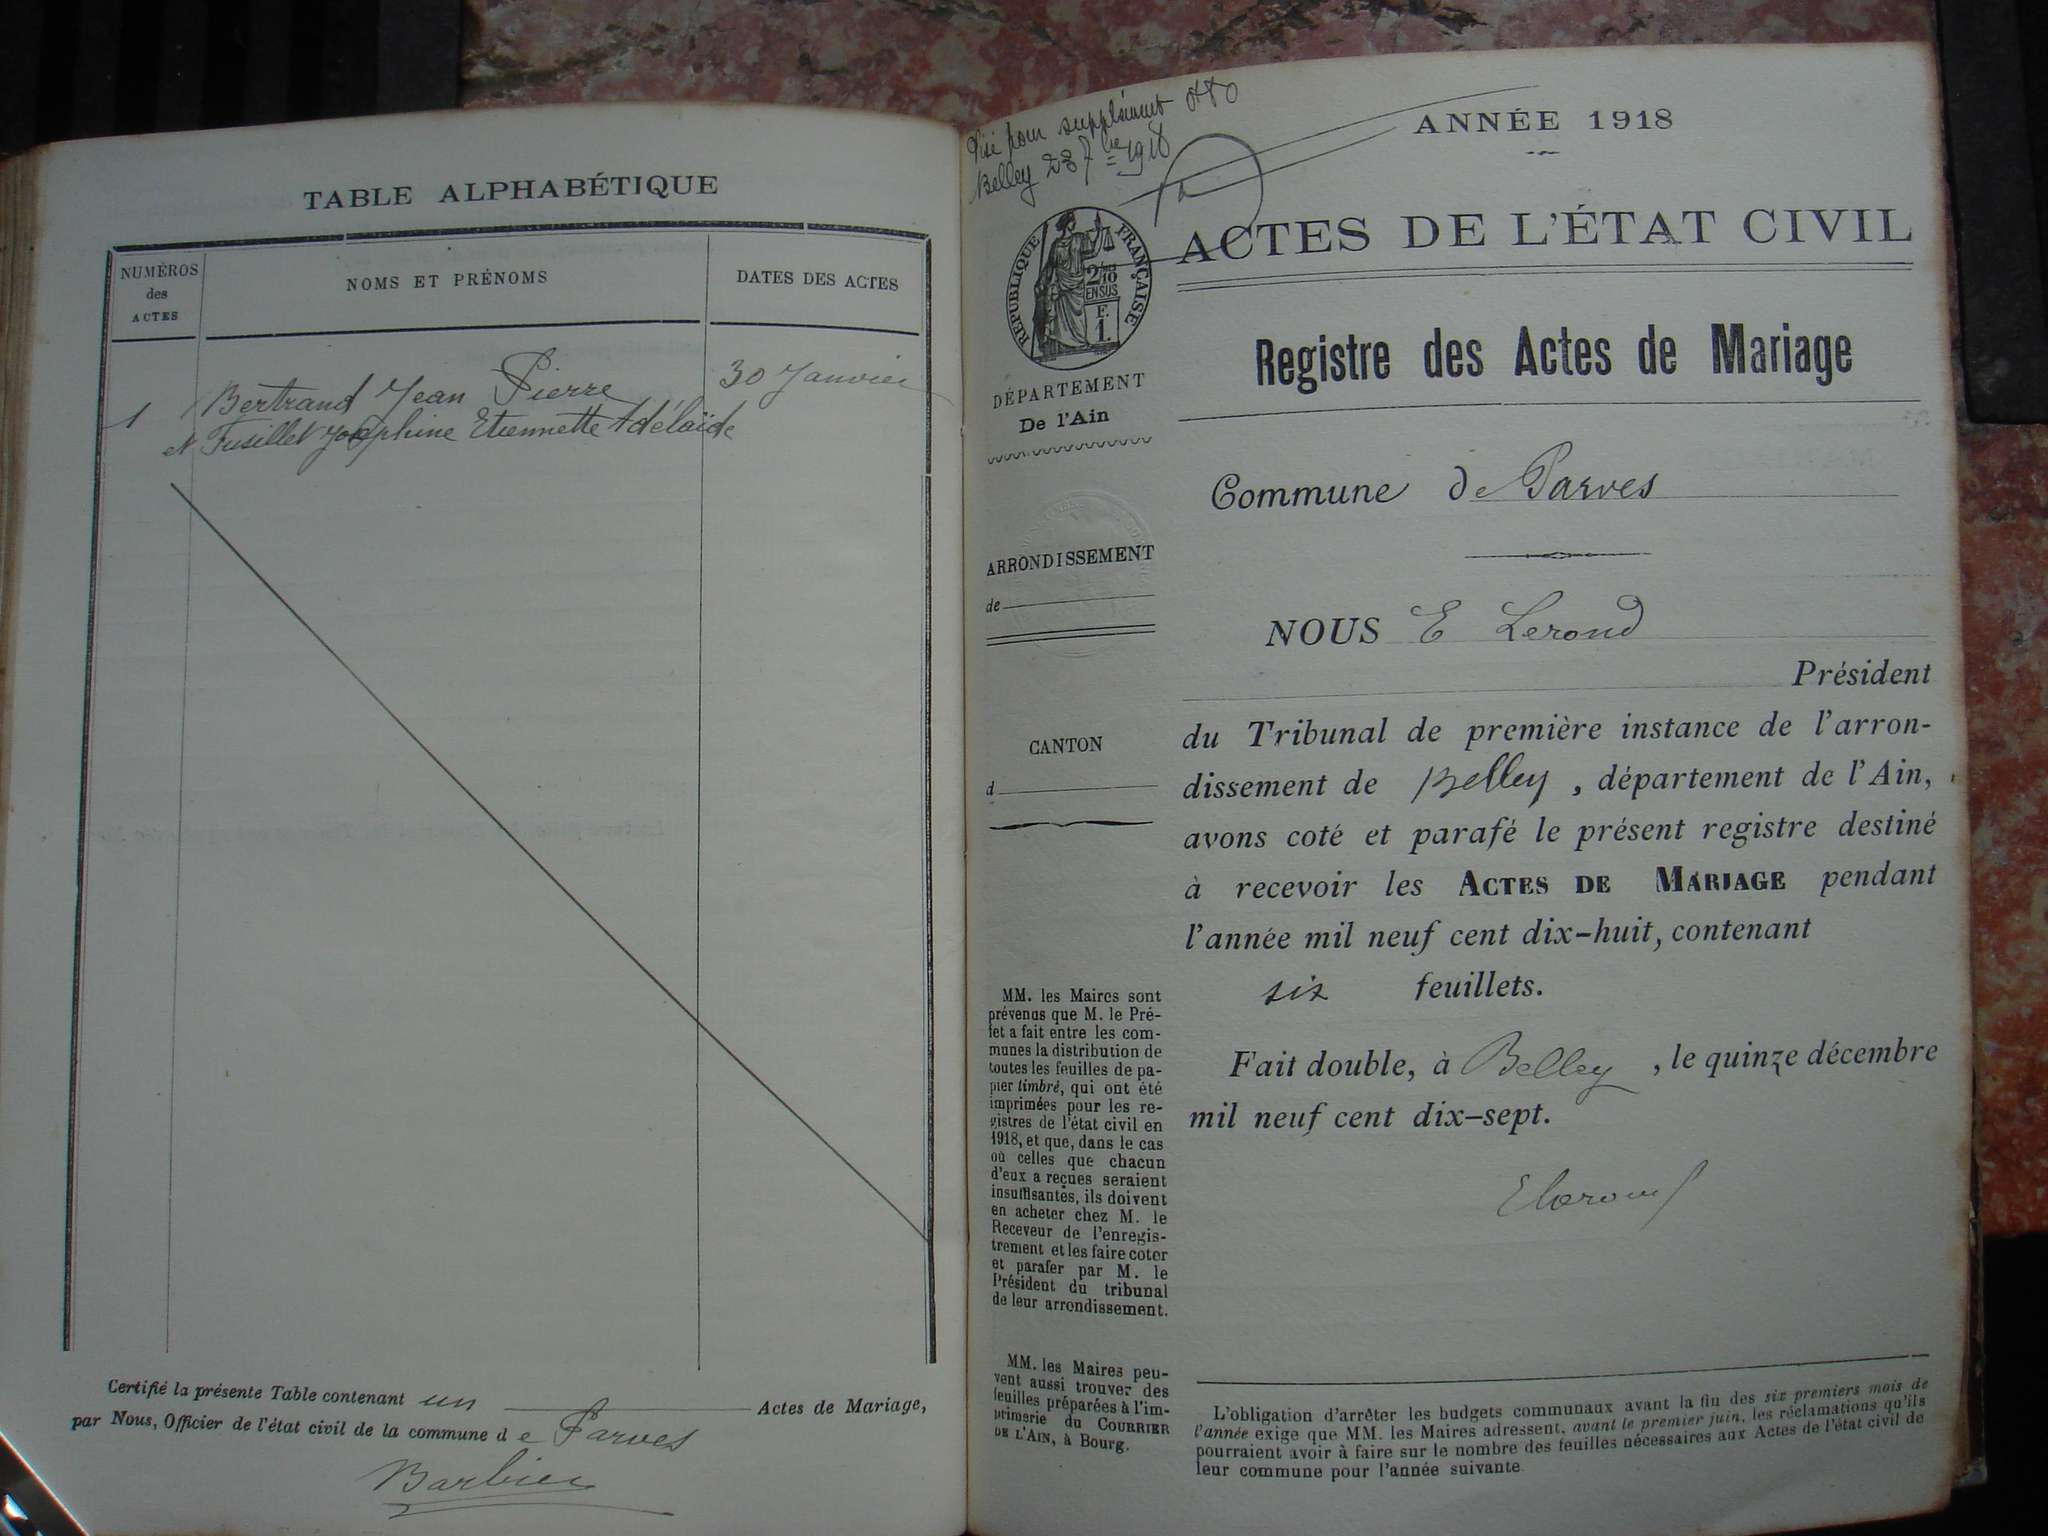 TABLE ALPHABÉTIQUE
NUMÉROS
des
ACTES
NOMS ET PRÉNOMS
DATES DES ACTES
1 Bertrand Jean Pierre 30 Janvier
et Fusillet Joséphine Etiennette Adélaïde
Certifié la présente Table contenant un Actes de Mariage,
par Nous, Officier de l'état civil de la commune de Parves
Barbier
Visé pour supplément
Belley 28 7bre 1918
ANNÉE 1918
RÉPUBLIQUE FRANÇAISE
EN SUS
ACTES DE L'ÉTAT CIVIL
Registre des Actes de Mariage
DÉPARTEMENT
De l'Ain
Commune de Parves
ARRONDISSEMENT
de
NOUS E Lerond
Président
CANTON
d
du Tribunal de première instance de l'arron-
dissement de Belley, département de l'Ain,
avons coté et parafé le présent registre destiné
à recevoir les ACTES DE MARIAGE pendant
l'année mil neuf cent dix-huit, contenant
six feuillets.
Fait double, à Belley, le quinze décembre
mil neuf cent dix-sept.
E Lerond
MM. les Maires sont
prévenus que M. le Pré-
fet a fait entre les com-
munes la distribution de
toutes les feuilles de pa-
pier timbré, qui ont été
imprimées pour les re-
gistres de l'état civil en
1918, et que, dans le cas
où celles que chacun
d'eux a reçues seraient
insuffisantes, ils doivent
en acheter chez M. le
Receveur de l'enregis-
trement et les faire coter
et parafer par M. le
Président du tribunal
de leur arrondissement.
MM. les Maires peu-
vent aussi trouver des
feuilles préparées à l'im-
primerie du COURRIER
DE L'AIN, à Bourg.
L'obligation d'arrêter les budgets communaux avant la fin des six premiers mois de
l'année exige que MM. les Maires adressent, avant le premier juin, les réclamations qu'ils
pourraient avoir à faire sur le nombre des feuilles nécessaires aux Actes de l'état civil de
leur commune pour l'année suivante.